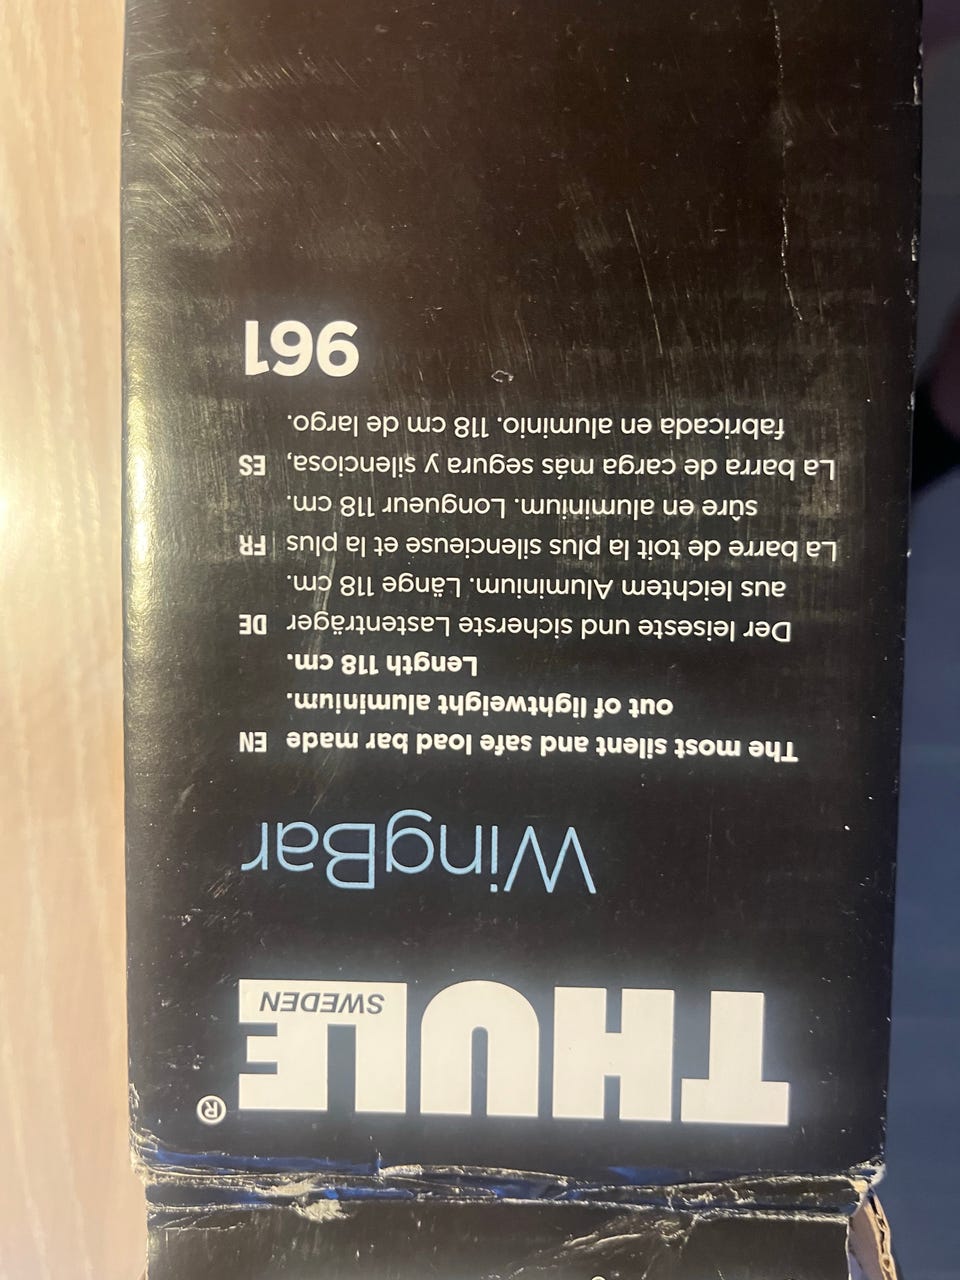 THULE®
SWEDEN
WingBar
EN The most silent and safe load bar made
out of lightweight aluminium.
Length 118 cm.
DE Der leiseste und sicherste Lastenträger
aus leichtem Aluminium. Länge 118 cm.
FR La barre de toit la plus silencieuse et la plus
sûre en aluminium. Longueur 118 cm.
ES La barra de carga más segura y silenciosa,
fabricada en aluminio. 118 cm de largo.
961